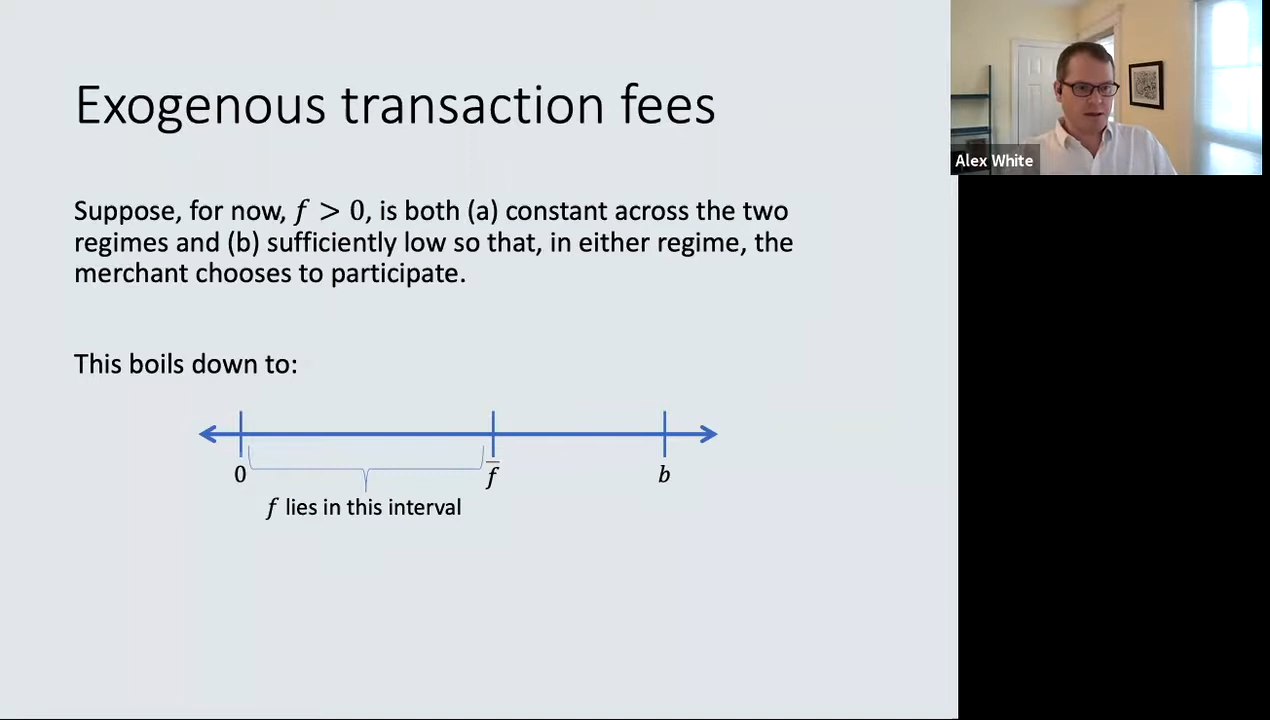 Exogenous transaction fees
Alex White
Suppose, for now, f > 0, is both (a) constant across the two
regimes and (b) sufficiently low so that, in either regime, the
merchant chooses to participate.
This boils down to:
0 f̅ b
f lies in this interval